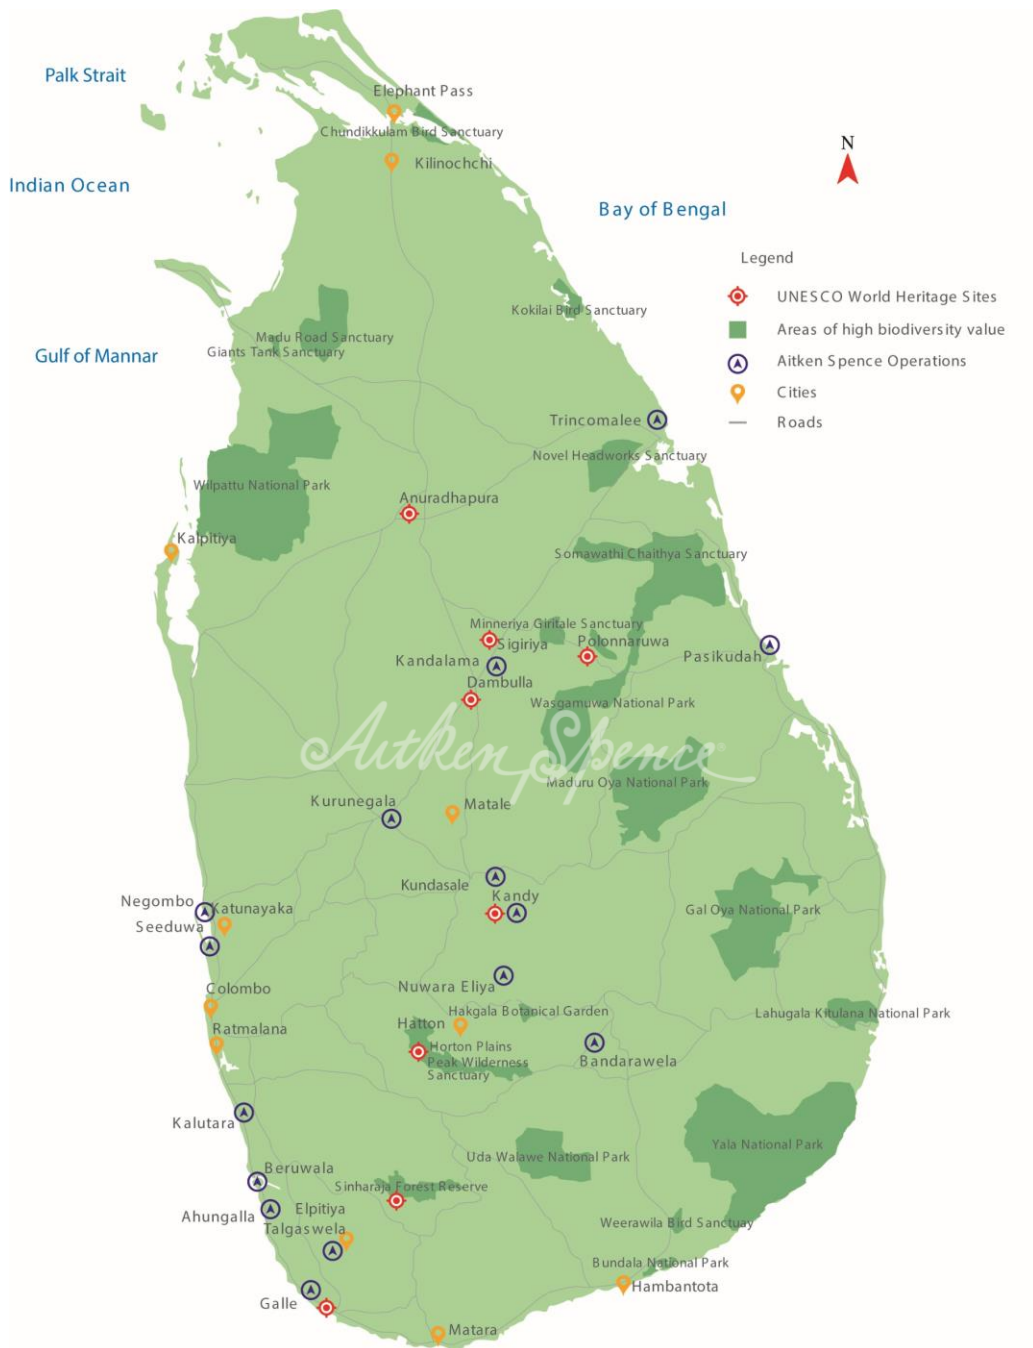 Palk Strait
Elephant Pass
Chundikkulam Bird Sanctuary
N
Kilinochchi
Indian Ocean
Bay of Bengal
Legend
UNESCO World Heritage Sites
Kokilai Bird Sanctuary
Areas of high biodiversity value
Madu Road Sanctuary
Giants Tank Sanctuary
Gulf of Mannar
Aitken Spence Operations
Cities
Trincomalee
Roads
Novel Headworks Sanctuary
Wilpattu National Park
Anuradhapura
Kalpitiya
Somawathi Chaithya Sanctuary
Minneriya Giritale Sanctuary
Sigiriya
Polonnaruwa
Kandalama
Pasikudah
Dambulla
Wasgamuwa National Park
Aitken Spence
Maduru Oya National Park
Kurunegala
Matale
Kundasale
Kandy
Negombo
Katunayaka
Gal Oya National Park
Seeduwa
Nuwara Eliya
Colombo
Hakgala Botanical Garden
Lahugala Kitulana National Park
Hatton
Ratmalana
Horton Plains
Peak Wilderness
Sanctuary
Bandarawela
Kalutara
Yala National Park
Uda Walawe National Park
Beruwala
Sinharaja Forest Reserve
Elpitiya
Ahungalla
Talgaswela
Weerawila Bird Sanctuay
Bundala National Park
Hambantota
Galle
Matara